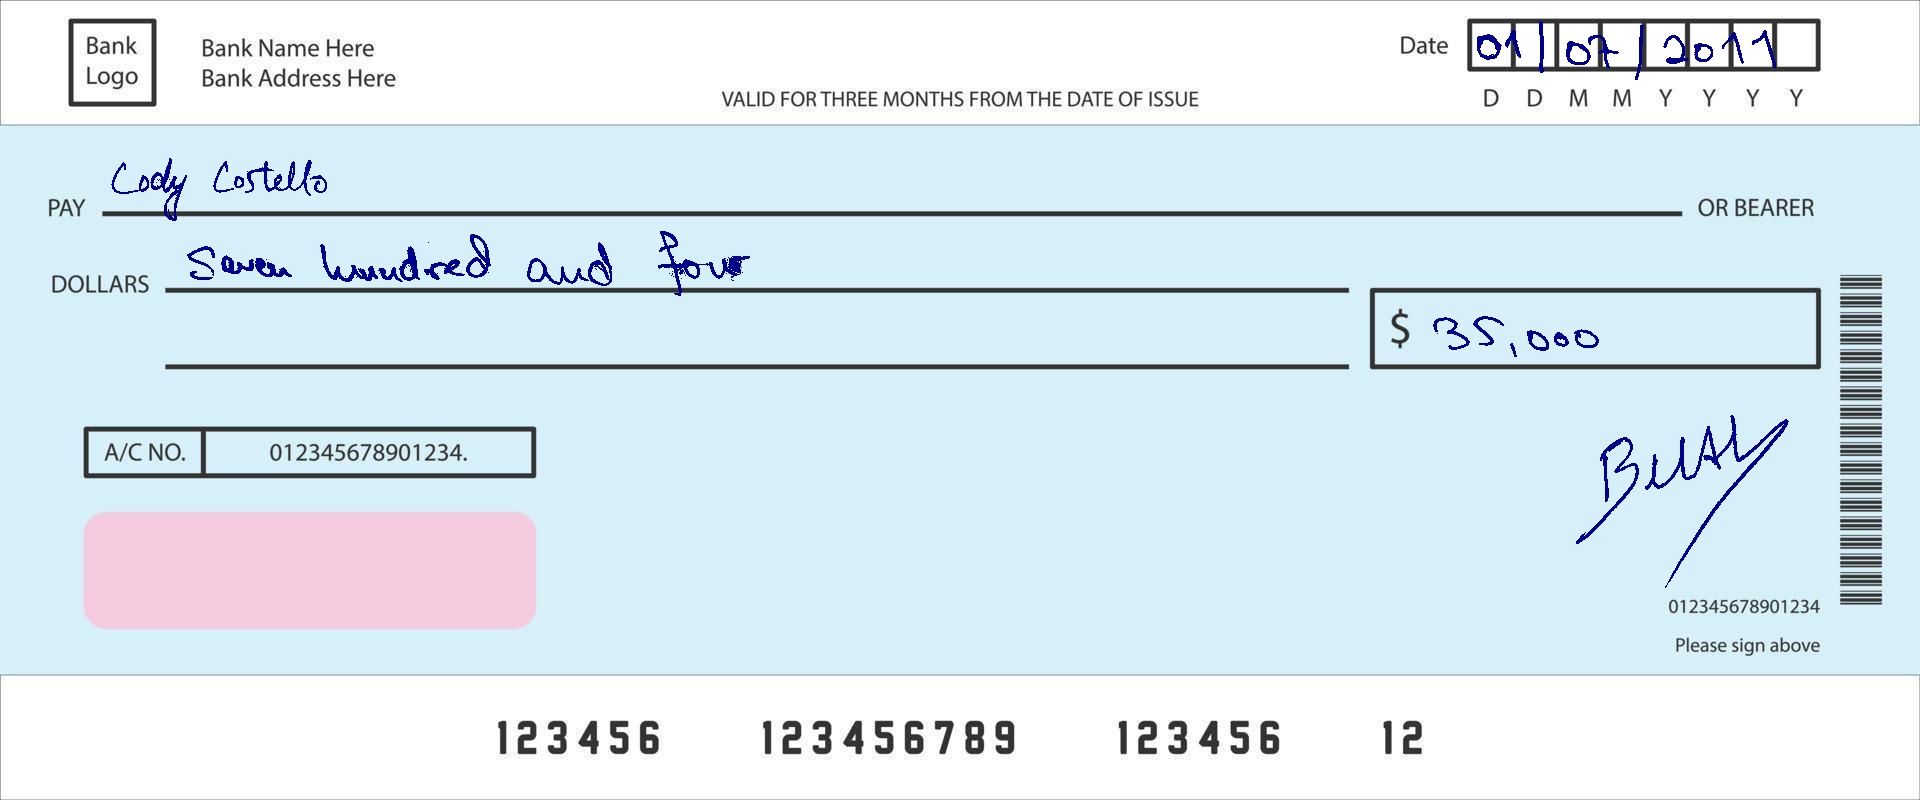 Bank Logo
Bank Name Here
Bank Address Here
VALID FOR THREE MONTHS FROM THE DATE OF ISSUE
Date 01/07/2011
D D M M Y Y Y Y
PAY Cody Costello OR BEARER
DOLLARS Seven hundred and four
$ 35,000
A/C NO. 012345678901234.
012345678901234
Please sign above
123456 123456789 123456 12